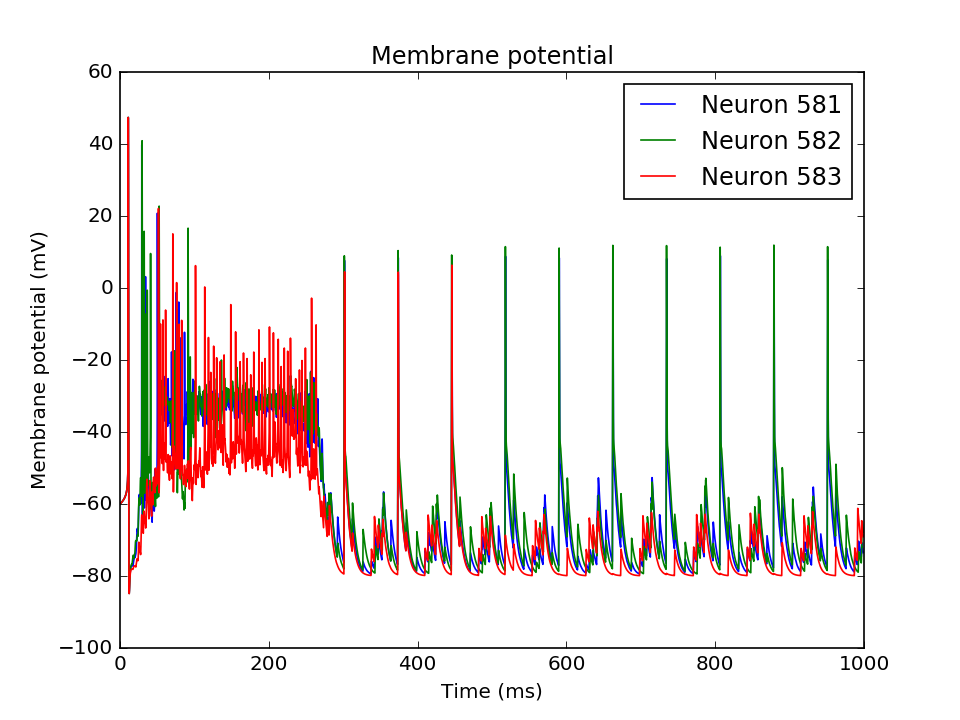 Membrane potential
60
40
20
0
−20
−40
−60
−80
−100
Membrane potential (mV)
Neuron 581
Neuron 582
Neuron 583
0 200 400 600 800 1000
Time (ms)